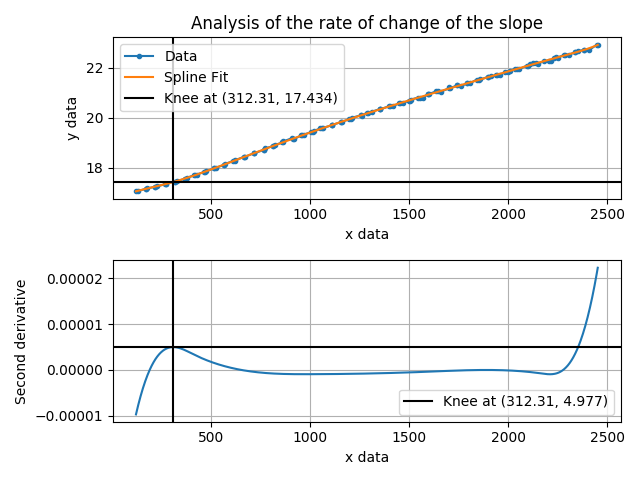 Analysis of the rate of change of the slope
Data
Spline Fit
Knee at (312.31, 17.434)
22
20
18
y data
500 1000 1500 2000 2500
x data
0.00002
0.00001
0.00000
−0.00001
Second derivative
Knee at (312.31, 4.977)
500 1000 1500 2000 2500
x data